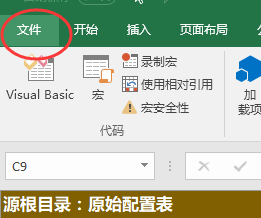 文件 开始 插入 页面布局
Visual Basic 宏 录制宏
使用相对引用
宏安全性
加
载项
代码
C9
源根目录：原始配置表